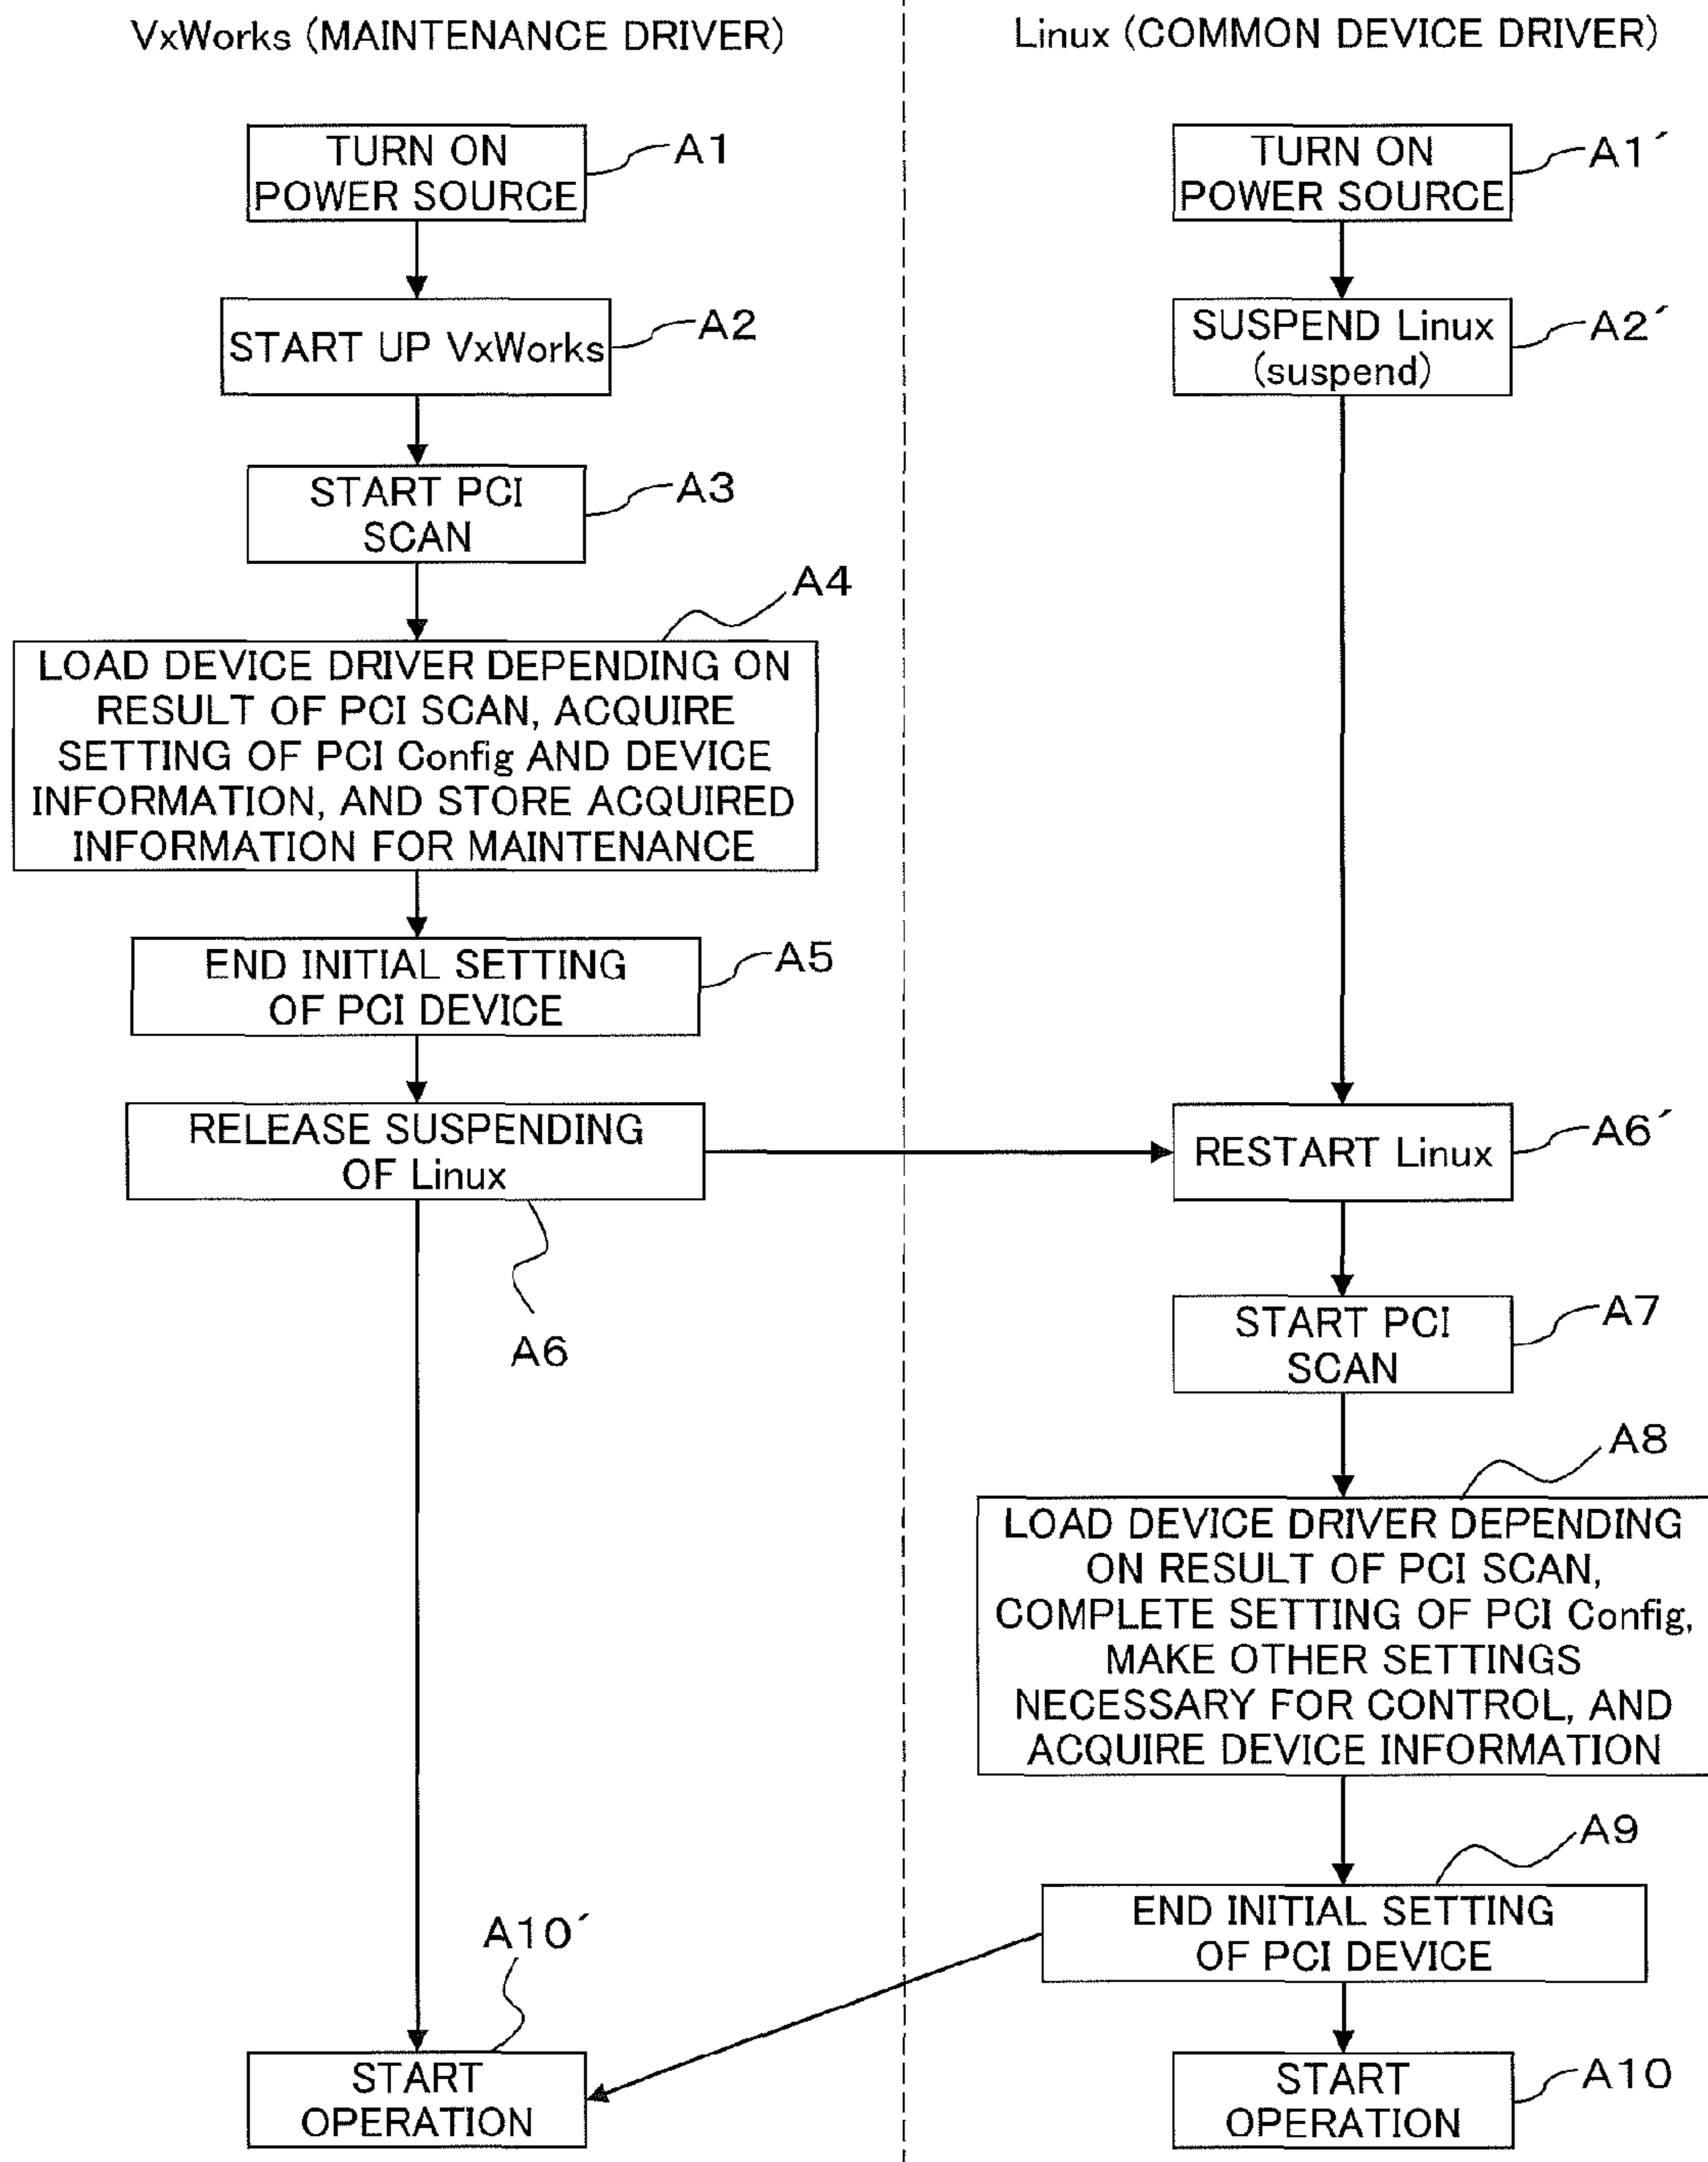 VxWorks (MAINTENANCE DRIVER)
TURN ON
POWER SOURCE
A1
START UP VxWorks
A2
START PCI
SCAN
A3
A4
LOAD DEVICE DRIVER DEPENDING ON
RESULT OF PCI SCAN, ACQUIRE
SETTING OF PCI Config AND DEVICE
INFORMATION, AND STORE ACQUIRED
INFORMATION FOR MAINTENANCE
END INITIAL SETTING
OF PCI DEVICE
A5
RELEASE SUSPENDING
OF Linux
A6
A10´
START
OPERATION
Linux (COMMON DEVICE DRIVER)
TURN ON
POWER SOURCE
A1´
SUSPEND Linux
(suspend)
A2´
RESTART Linux
A6´
START PCI
SCAN
A7
A8
LOAD DEVICE DRIVER DEPENDING
ON RESULT OF PCI SCAN,
COMPLETE SETTING OF PCI Config,
MAKE OTHER SETTINGS
NECESSARY FOR CONTROL, AND
ACQUIRE DEVICE INFORMATION
A9
END INITIAL SETTING
OF PCI DEVICE
START
OPERATION
A10